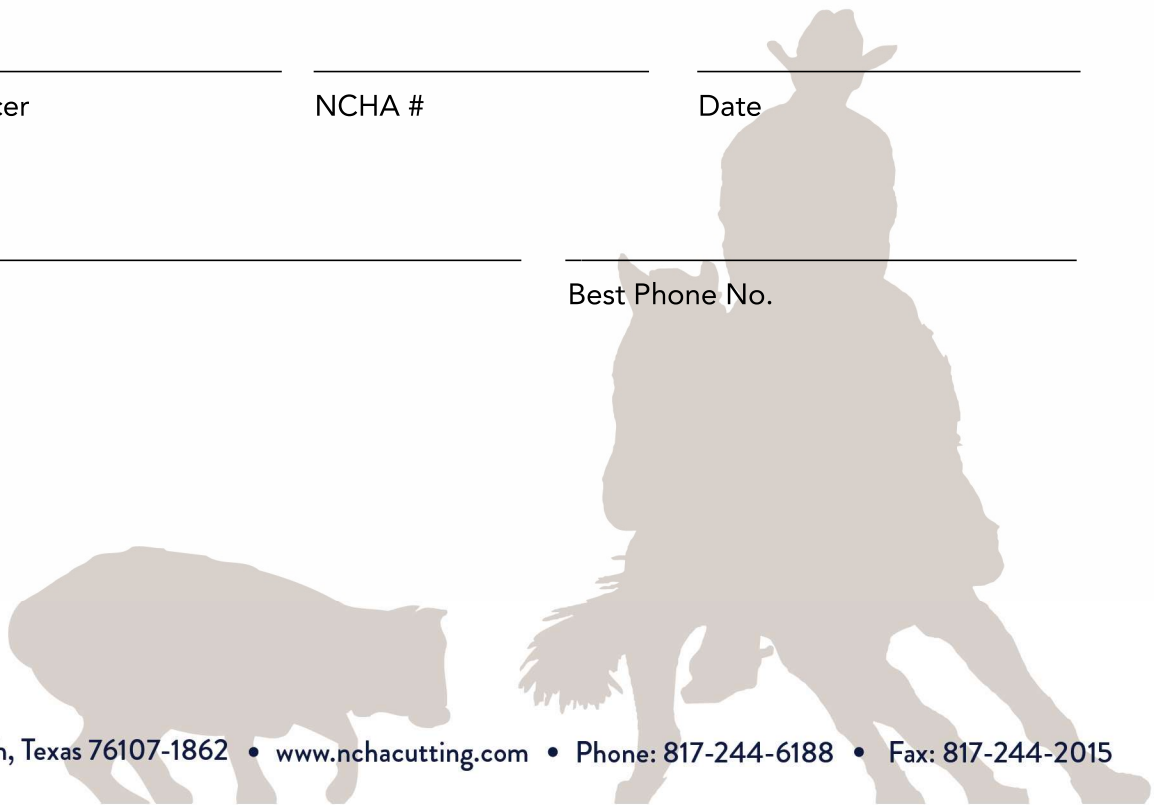 NCHA # Date
Best Phone No.
Texas 76107-1862 • www.nchacutting.com • Phone: 817-244-6188 • Fax: 817-244-2015